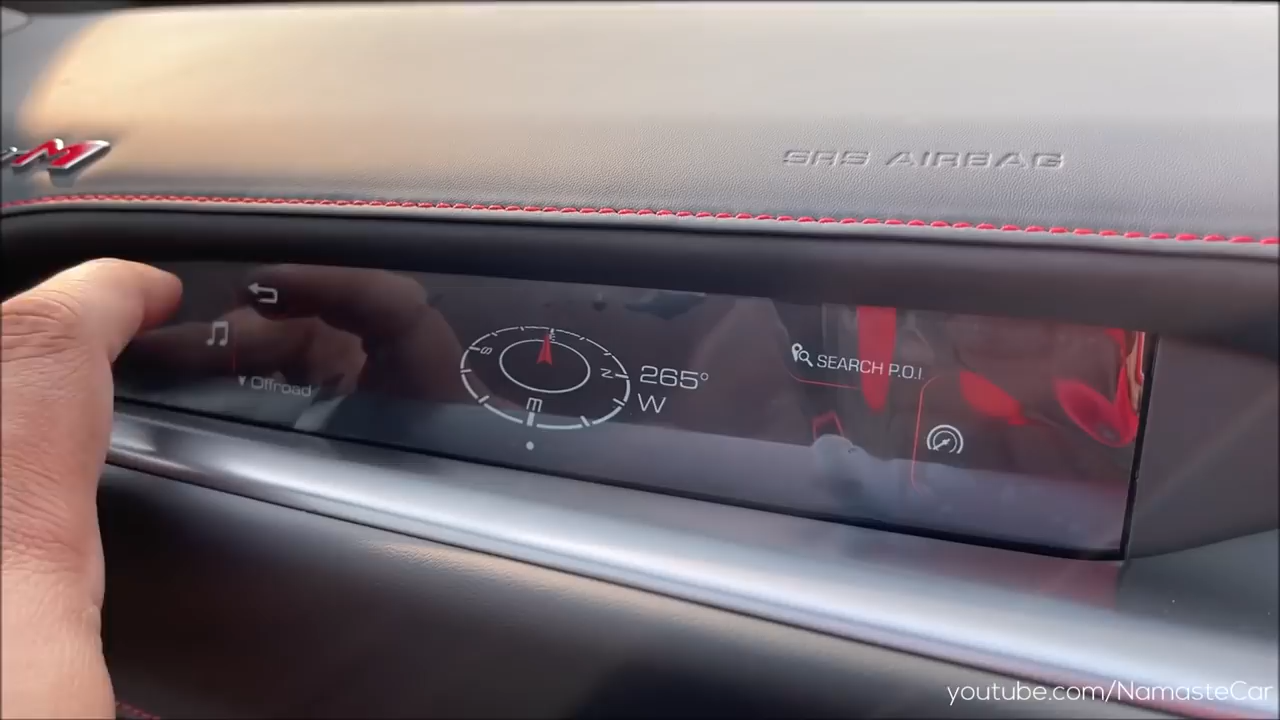 M
SRS AIRBAG
Offroad
S
E
N
m
265°
W
SEARCH P.O.I.
youtube.com/NamasteCar